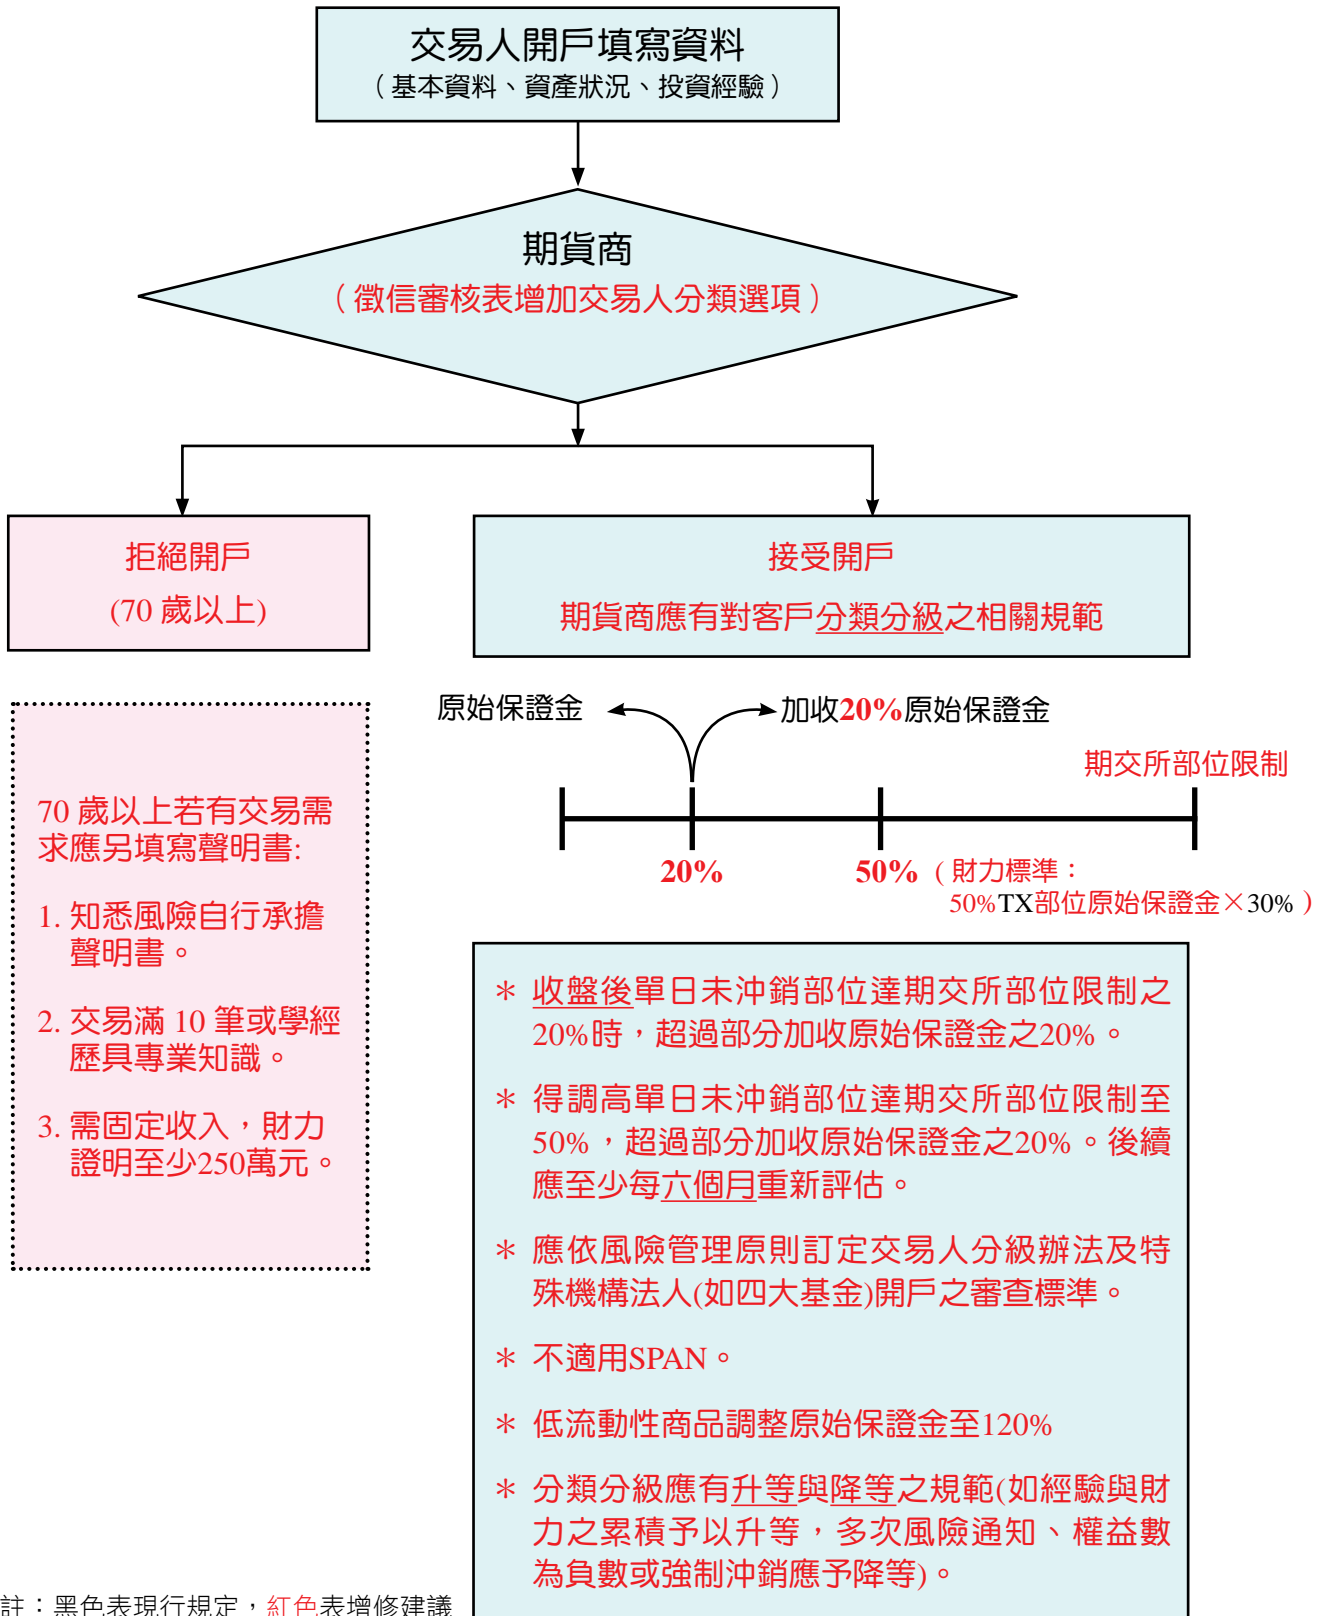 交易人開戶填寫資料
（基本資料、資產狀況、投資經驗）
期貨商
（徵信審核表增加交易人分類選項）
拒絕開戶
(70 歲以上)
接受開戶
期貨商應有對客戶分類分級之相關規範
70 歲以上若有交易需
求應另填寫聲明書:
1. 知悉風險自行承擔
聲明書。
2. 交易滿 10 筆或學經
歷具專業知識。
3. 需固定收入，財力
證明至少250萬元。
原始保證金
加收20%原始保證金
期交所部位限制
20%
50%（財力標準：
50%TX部位原始保證金×30%）
＊ 收盤後單日未沖銷部位達期交所部位限制之
20%時，超過部分加收原始保證金之20%。
＊ 得調高單日未沖銷部位達期交所部位限制至
50%，超過部分加收原始保證金之20%。後續
應至少每六個月重新評估。
＊ 應依風險管理原則訂定交易人分級辦法及特
殊機構法人(如四大基金)開戶之審查標準。
＊ 不適用SPAN。
＊ 低流動性商品調整原始保證金至120%
＊ 分類分級應有升等與降等之規範(如經驗與財
力之累積予以升等，多次風險通知、權益數
為負數或強制沖銷應予降等)。
註：黑色表現行規定，紅色表增修建議